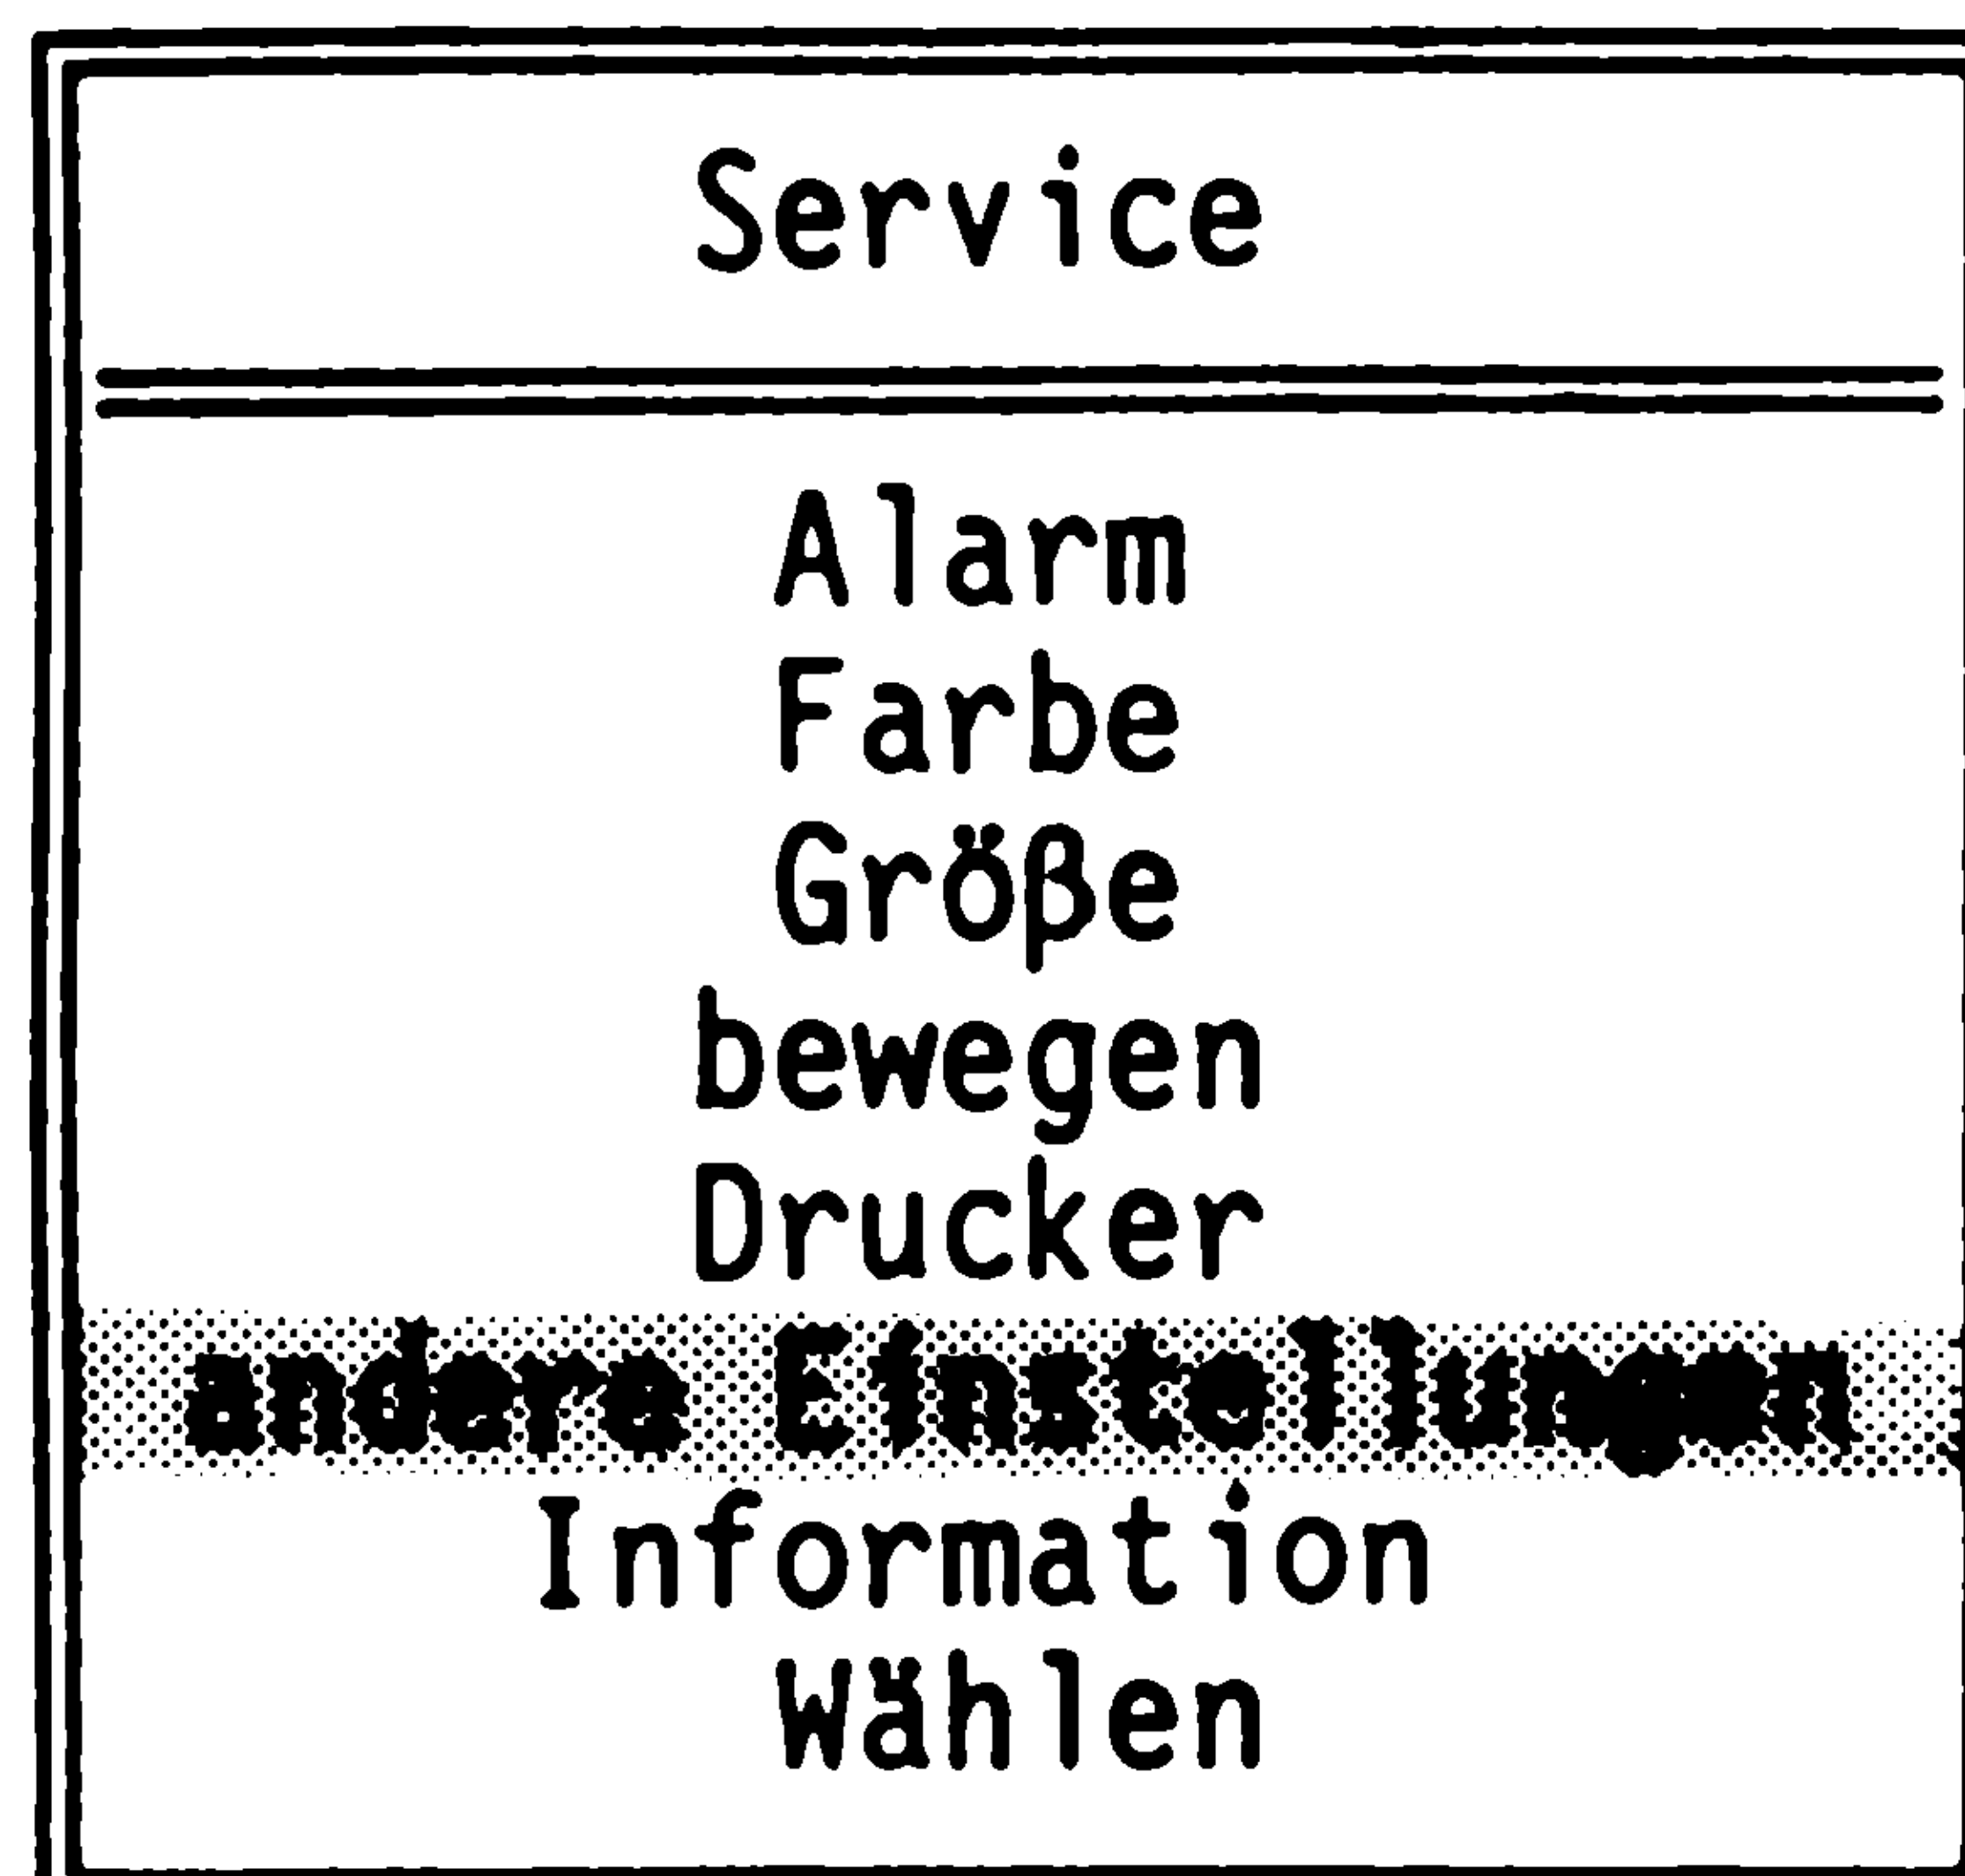 Service
Alarm
Farbe
Größe
bewegen
Drucker
andere Einstellungen
Information
Wählen